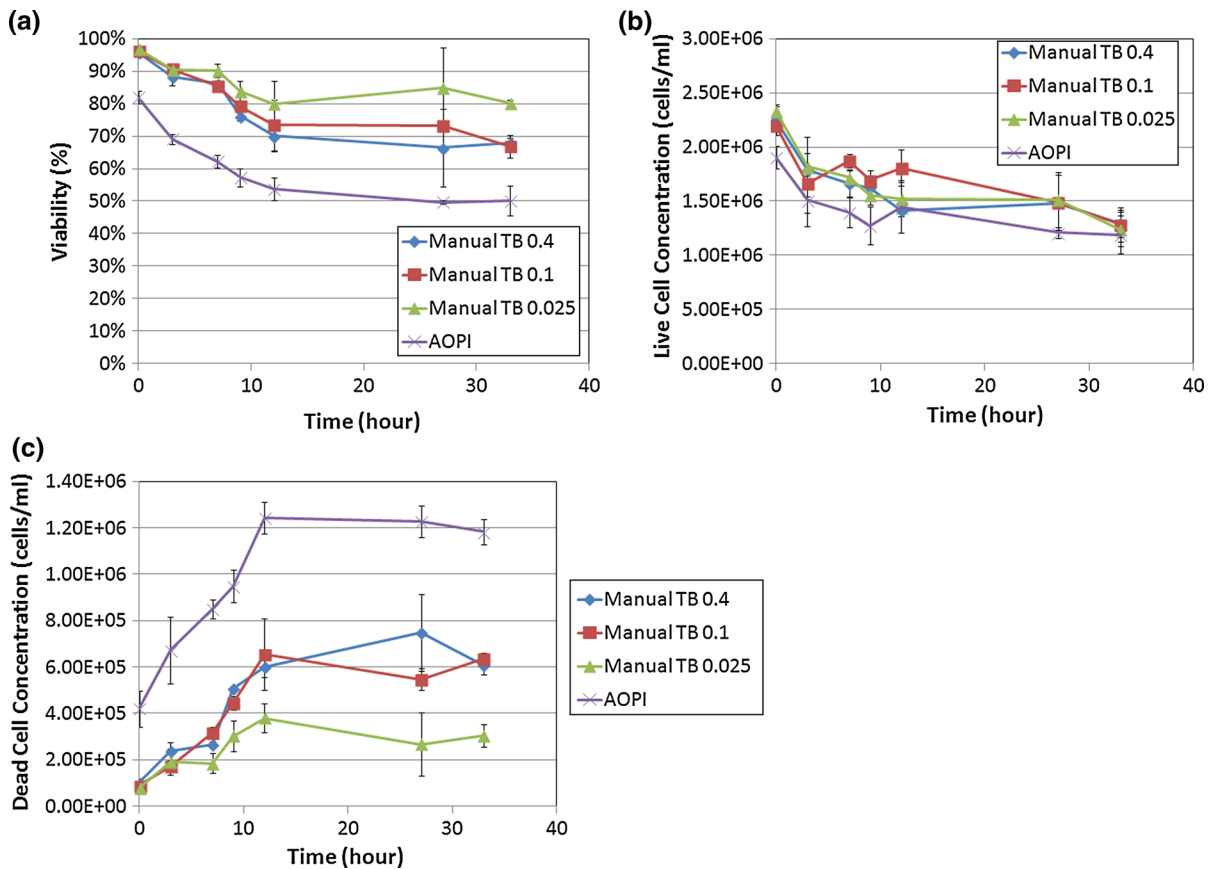 (a)
100%
90%
80%
70%
60%
50%
40%
30%
20%
10%
0%
Viability (%)
Manual TB 0.4
Manual TB 0.1
Manual TB 0.025
AOPI
0 10 20 30 40
Time (hour)
(b)
3.00E+06
2.50E+06
2.00E+06
1.50E+06
1.00E+06
5.00E+05
0.00E+00
Live Cell Concentration (cells/ml)
Manual TB 0.4
Manual TB 0.1
Manual TB 0.025
AOPI
0 10 20 30 40
Time (hour)
(c)
1.40E+06
1.20E+06
1.00E+06
8.00E+05
6.00E+05
4.00E+05
2.00E+05
0.00E+00
Dead Cell Concentration (cells/ml)
0 10 20 30 40
Time (hour)
Manual TB 0.4
Manual TB 0.1
Manual TB 0.025
AOPI